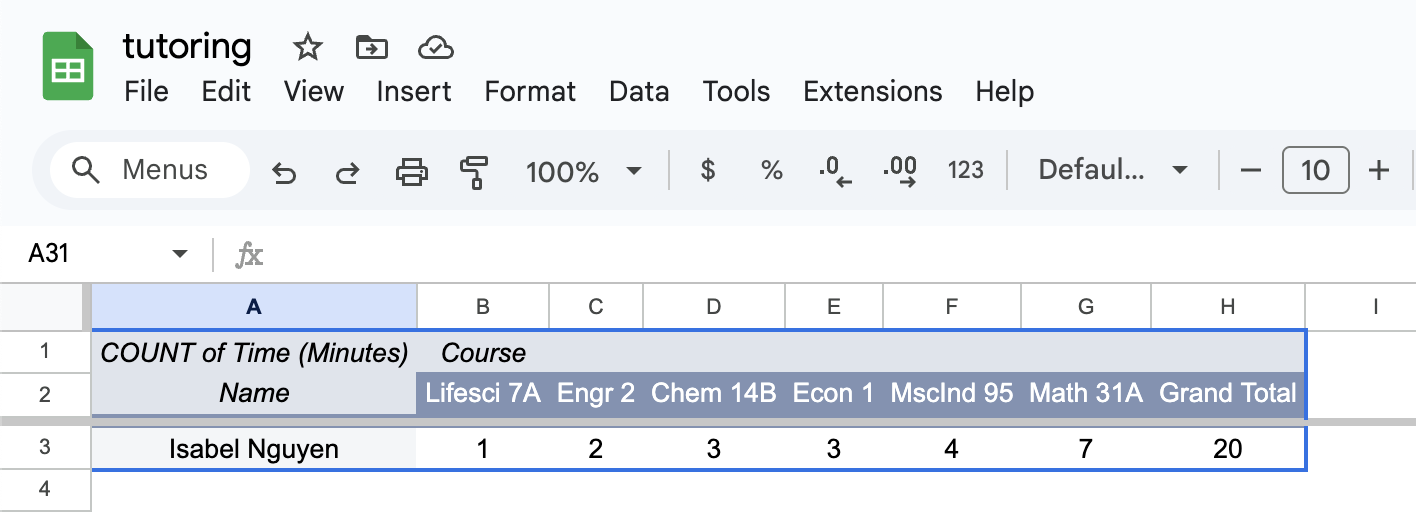 tutoring
File Edit View Insert Format Data Tools Extensions Help
Menus 100% $ % .0 .00 123 Defaul... − 10 +
A31 fx
A B C D E F G H I
1 COUNT of Time (Minutes) Course
2 Name Lifesci 7A Engr 2 Chem 14B Econ 1 MscInd 95 Math 31A Grand Total
3 Isabel Nguyen 1 2 3 3 4 7 20
4